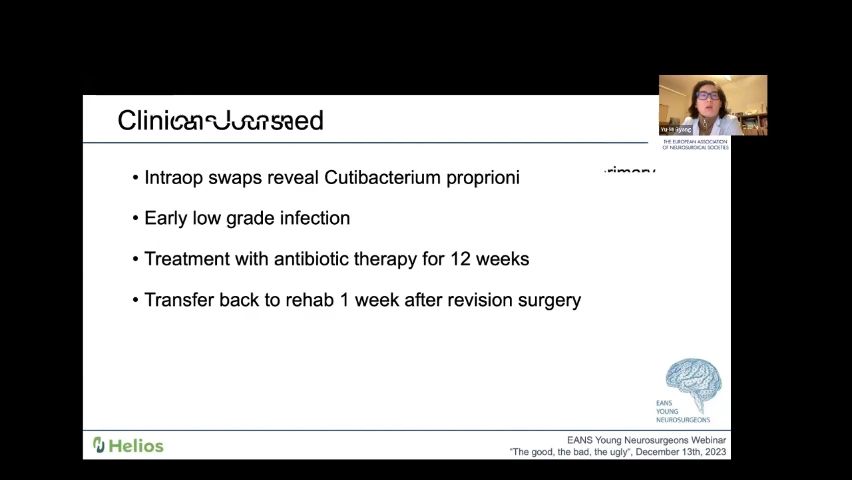 • Intraop swaps reveal Cutibacterium proprioni
• Early low grade infection
• Treatment with antibiotic therapy for 12 weeks
• Transfer back to rehab 1 week after revision surgery
THE EUROPEAN ASSOCIATION
OF NEUROSURGICAL SOCIETIES
EANS
YOUNG
NEUROSURGEONS
Helios
EANS Young Neurosurgeons Webinar
"The good, the bad, the ugly", December 13th, 2023